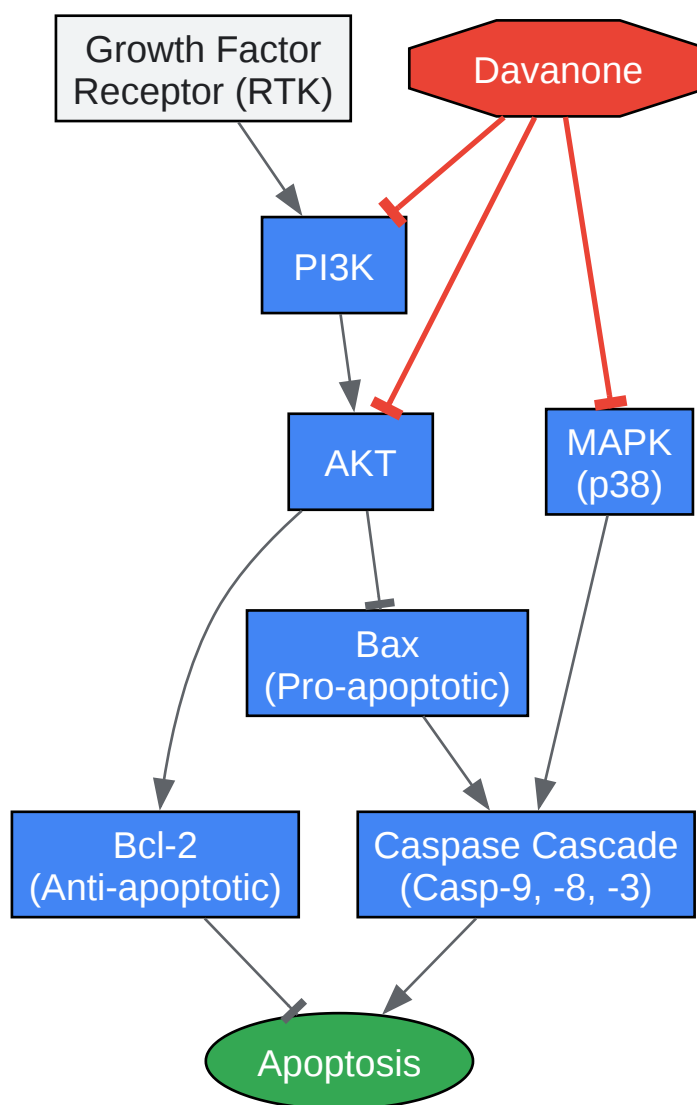 Growth Factor
Receptor (RTK)
Davanone
PI3K
AKT
MAPK
(p38)
Bax
(Pro-apoptotic)
Bcl-2
(Anti-apoptotic)
Caspase Cascade
(Casp-9, -8, -3)
Apoptosis